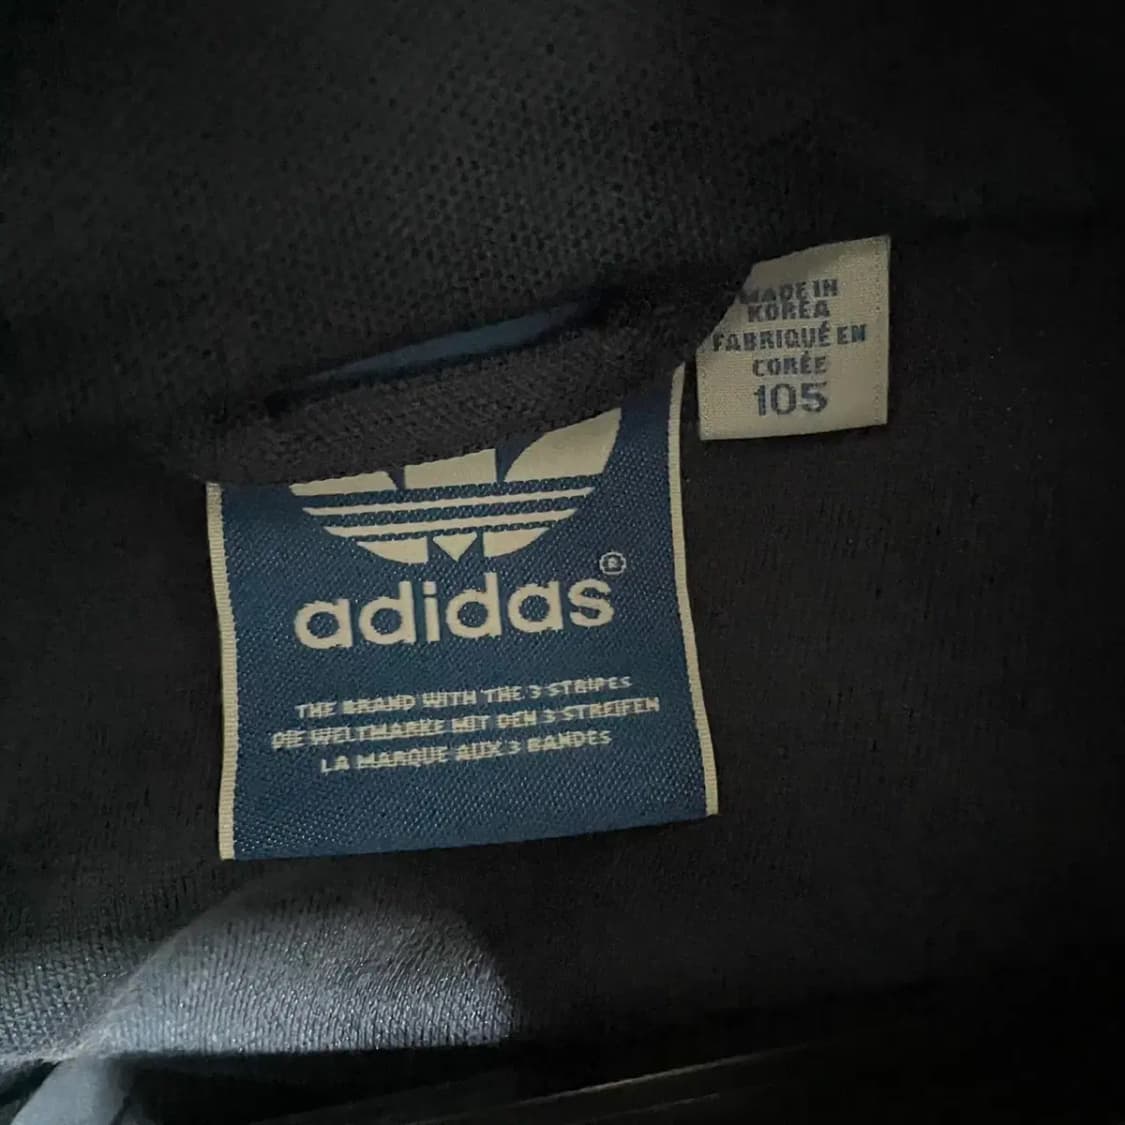 MADE IN
KOREA
FABRIQUÉ EN
CORÉE
105
adidas®
THE BRAND WITH THE 3 STRIPES
DIE WELTMARKE MIT DEN 3 STREIFEN
LA MARQUE AUX 3 BANDES